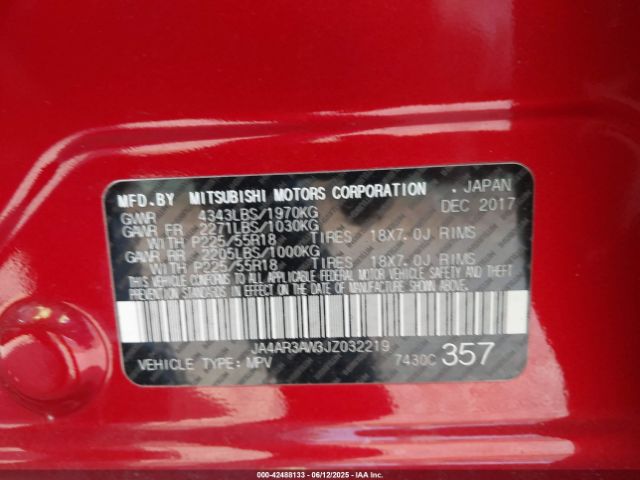 MFD.BY MITSUBISHI MOTORS CORPORATION . JAPAN
GVWR 4343LBS/1970KG DEC 2017
GAWR FR 2271LBS/1030KG
WITH P225/55R18 TIRES 18X7.0J RIMS
GAWR RR 2205LBS/1000KG
WITH P225/55R18 TIRES 18X7.0J RIMS
THIS VEHICLE CONFORMS TO ALL APPLICABLE FEDERAL MOTOR VEHICLE SAFETY AND THEFT
PREVENTION STANDARDS IN EFFECT ON THE DATE OF MANUFACTURE SHOWN ABOVE.
JA4AR3AW3JZ032219
VEHICLE TYPE: MPV 7430C 357
000-42488133 - 06/12/2025 - IAAI.COM